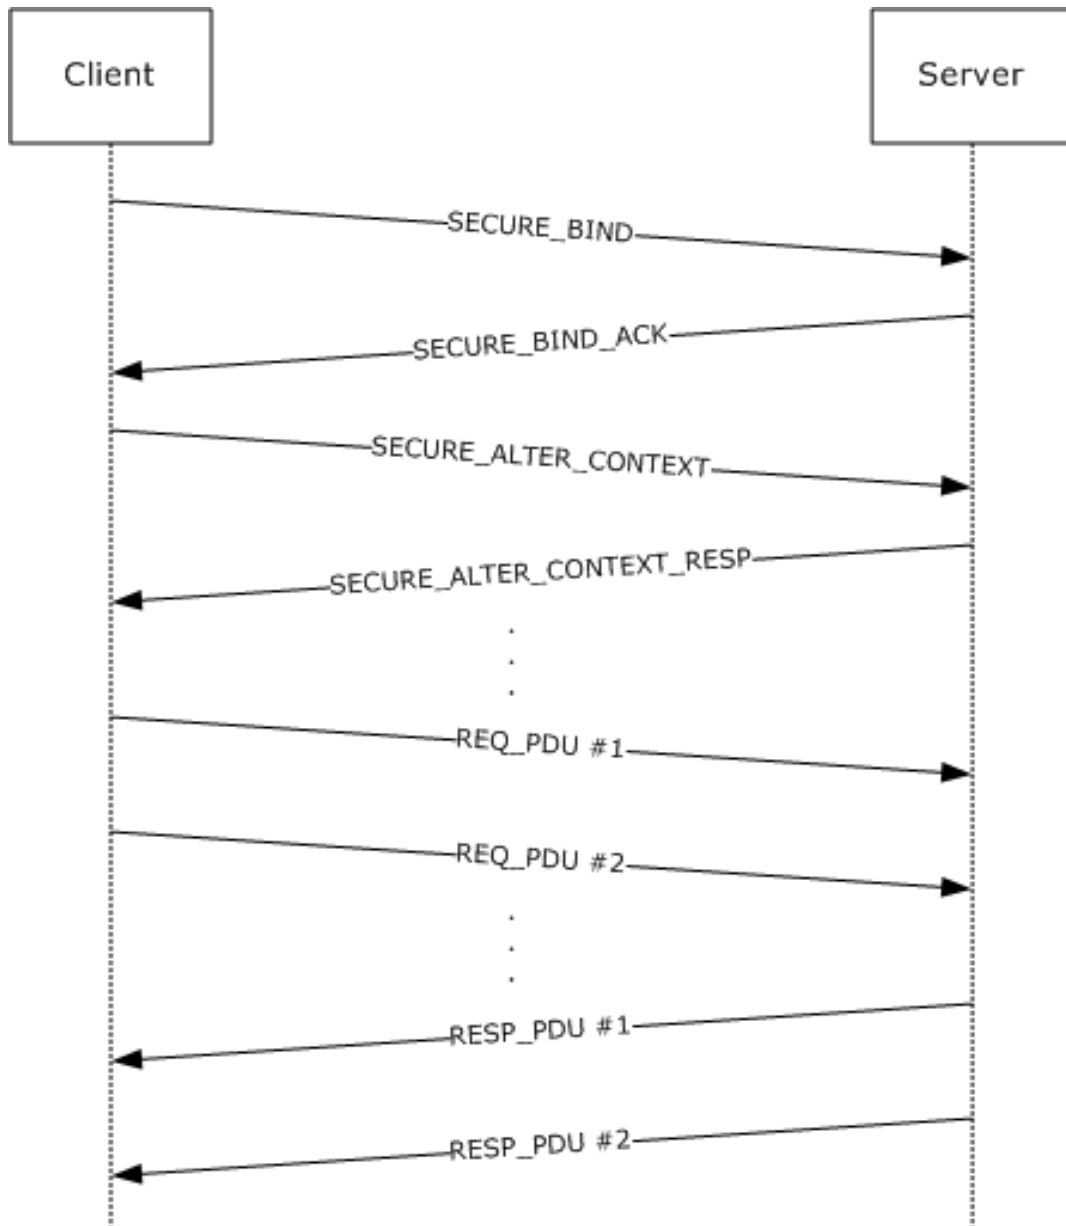 Client
Server
SECURE_BIND
SECURE_BIND_ACK
SECURE_ALTER_CONTEXT
SECURE_ALTER_CONTEXT_RESP
.
.
.
REQ_PDU #1
REQ_PDU #2
.
.
.
RESP_PDU #1
RESP_PDU #2